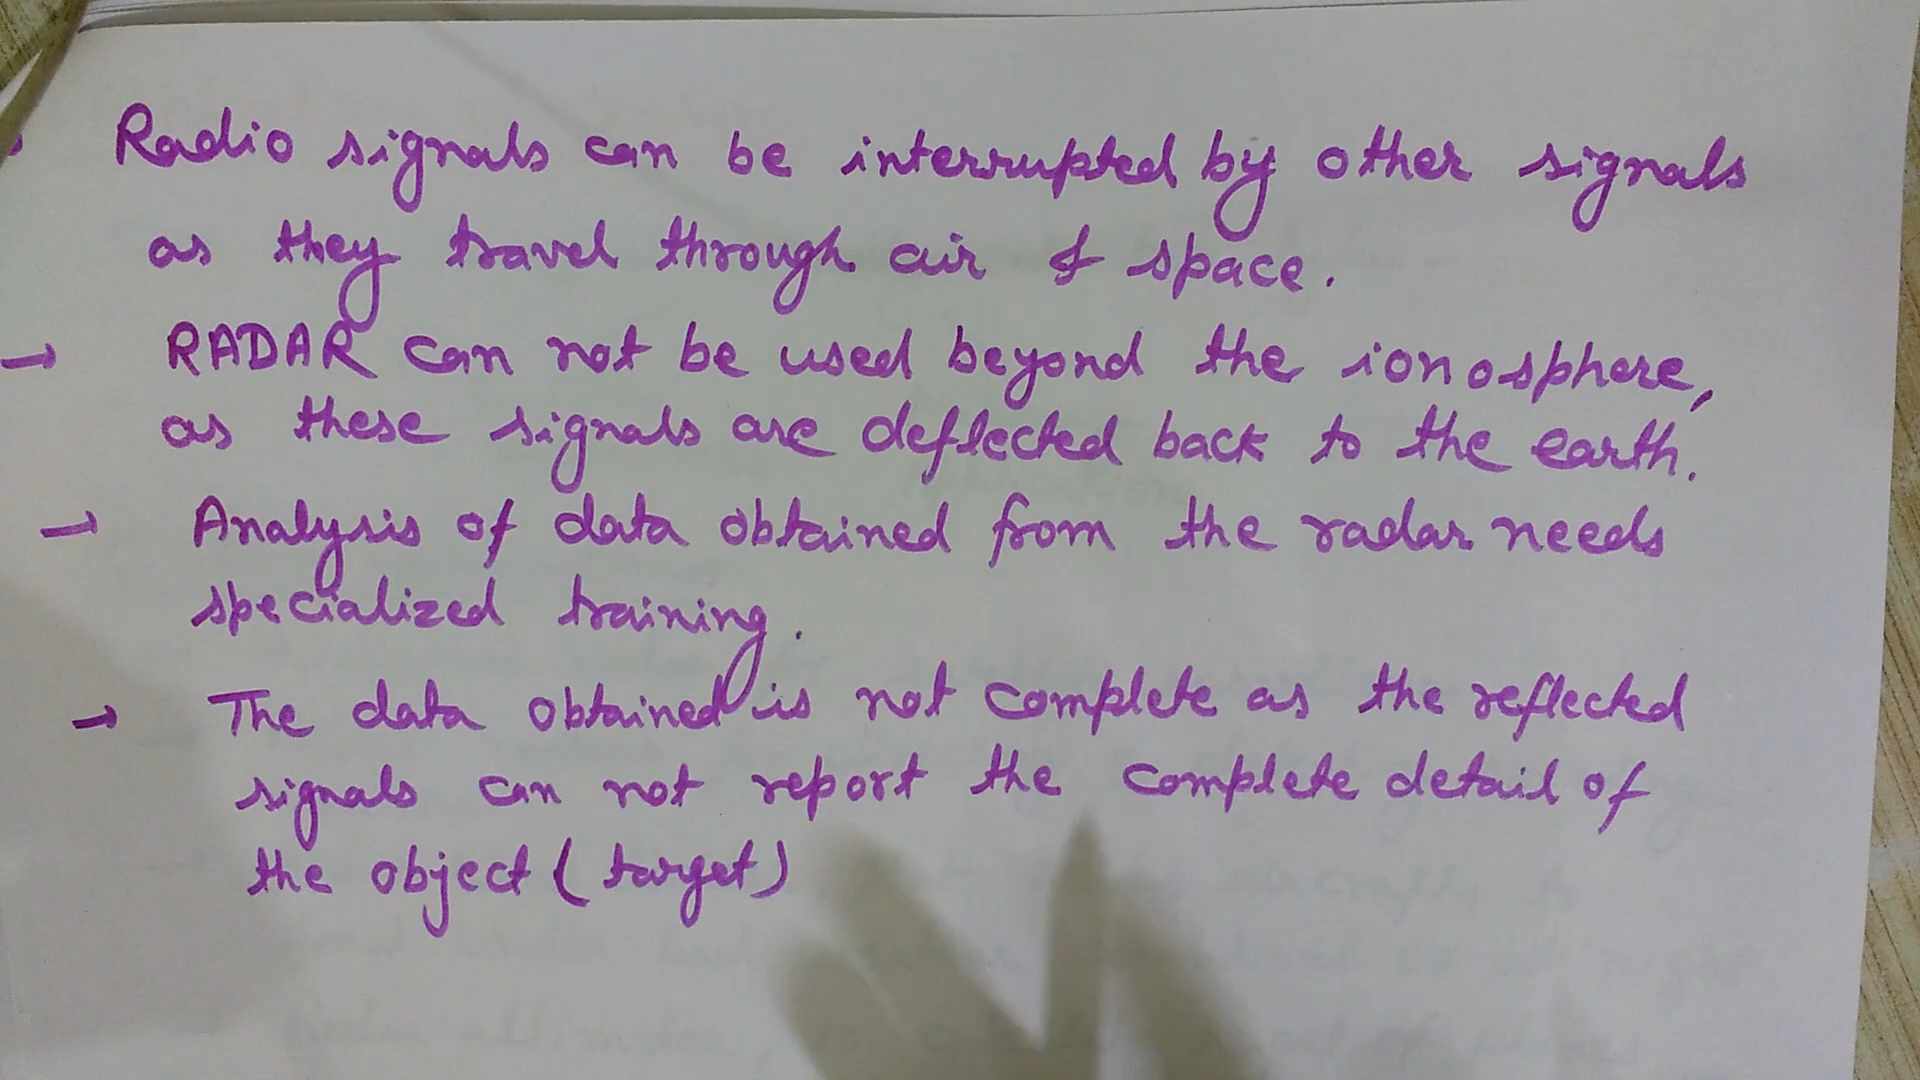 Radio signals can be interrupted by other signals
as they travel through air & space.
→ RADAR can not be used beyond the ionosphere,
as these signals are deflected back to the earth.
→ Analysis of data obtained from the radar needs
specialized training.
→ The data obtained is not complete as the reflected
signals can not report the complete detail of
the object (target)